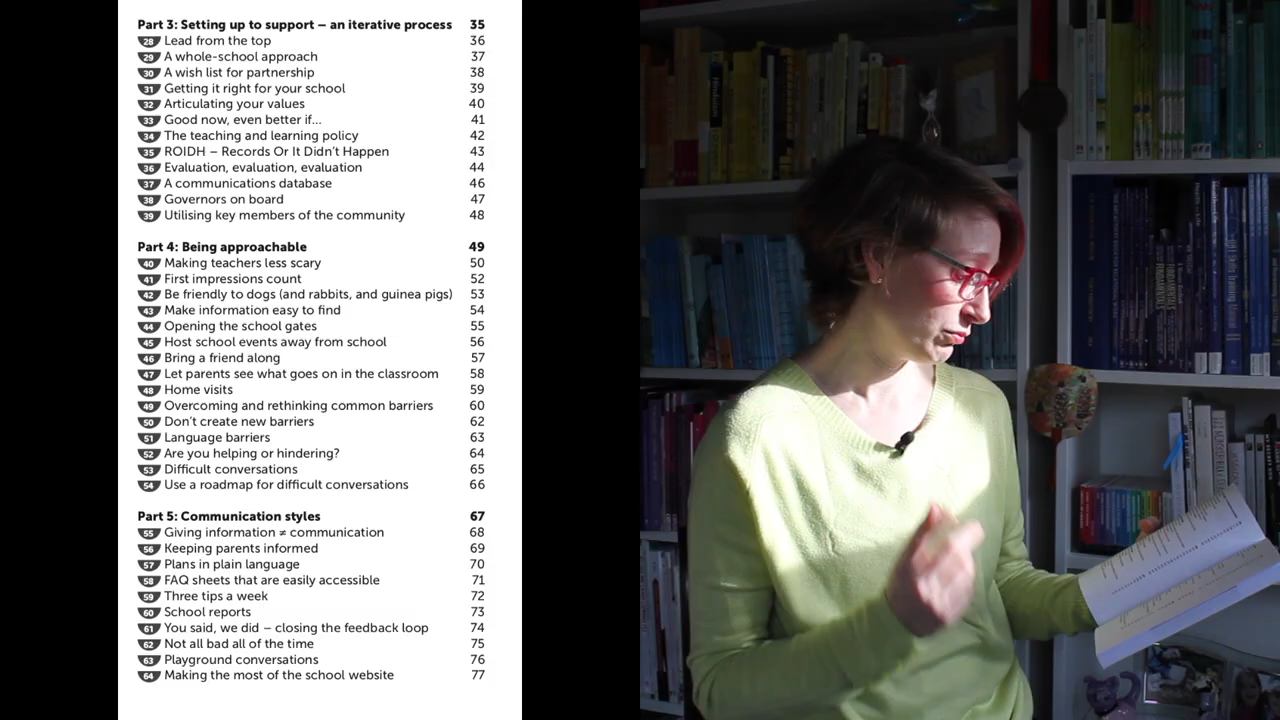 Part 3: Setting up to support – an iterative process 35
28 Lead from the top 36
29 A whole-school approach 37
30 A wish list for partnership 38
31 Getting it right for your school 39
32 Articulating your values 40
33 Good now, even better if... 41
34 The teaching and learning policy 42
35 ROIDH – Records Or It Didn't Happen 43
36 Evaluation, evaluation, evaluation 44
37 A communications database 46
38 Governors on board 47
39 Utilising key members of the community 48
Part 4: Being approachable 49
40 Making teachers less scary 50
41 First impressions count 52
42 Be friendly to dogs (and rabbits, and guinea pigs) 53
43 Make information easy to find 54
44 Opening the school gates 55
45 Host school events away from school 56
46 Bring a friend along 57
47 Let parents see what goes on in the classroom 58
48 Home visits 59
49 Overcoming and rethinking common barriers 60
50 Don't create new barriers 62
51 Language barriers 63
52 Are you helping or hindering? 64
53 Difficult conversations 65
54 Use a roadmap for difficult conversations 66
Part 5: Communication styles 67
55 Giving information ≠ communication 68
56 Keeping parents informed 69
57 Plans in plain language 70
58 FAQ sheets that are easily accessible 71
59 Three tips a week 72
60 School reports 73
61 You said, we did – closing the feedback loop 74
62 Not all bad all of the time 75
63 Playground conversations 76
64 Making the most of the school website 77
FUNDAMENTALS